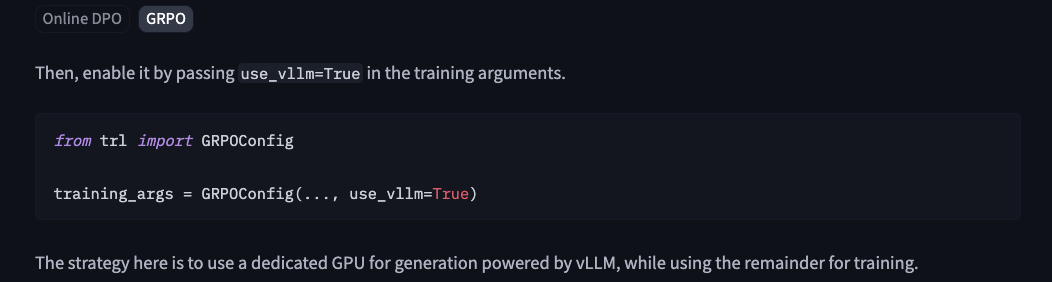 Online DPO GRPO
Then, enable it by passing use_vllm=True in the training arguments.
from trl import GRPOConfig
training_args = GRPOConfig(..., use_vllm=True)
The strategy here is to use a dedicated GPU for generation powered by vLLM, while using the remainder for training.